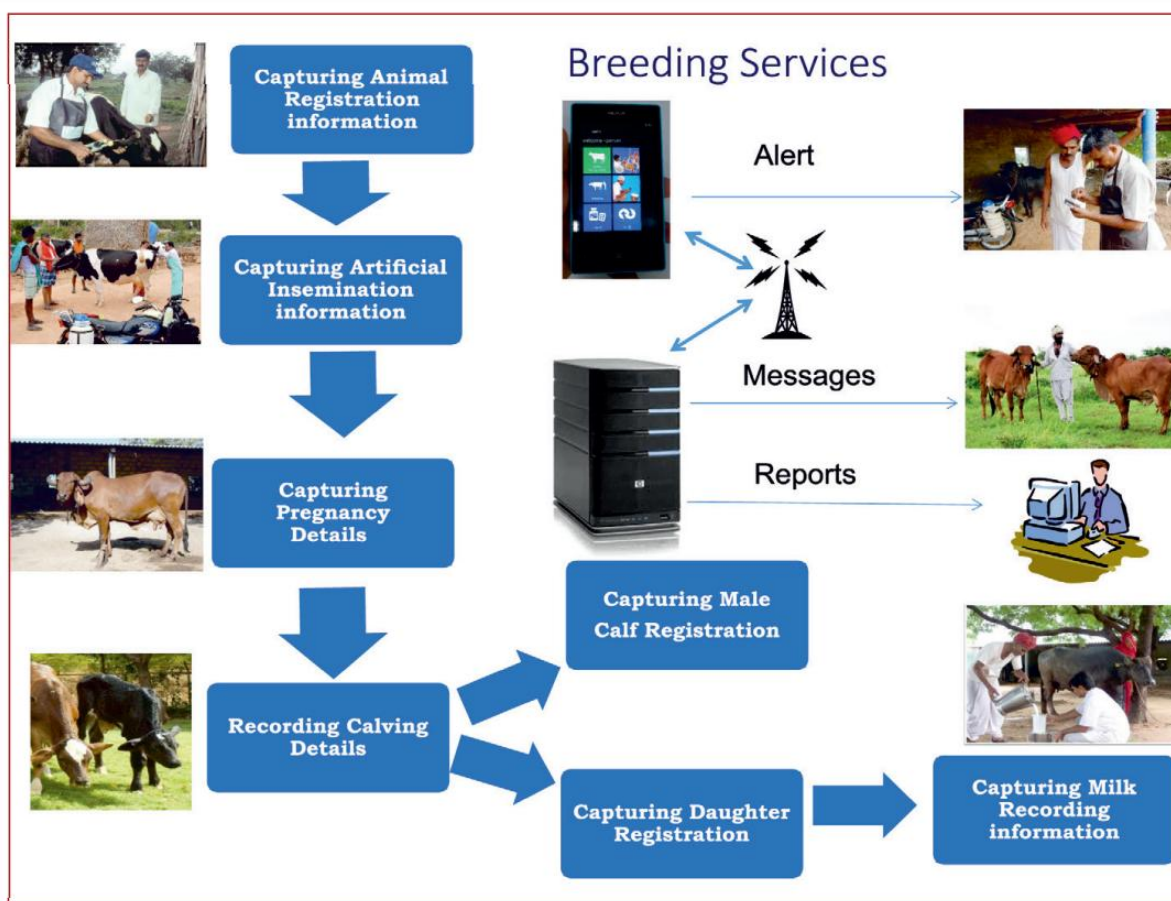 Breeding Services
Capturing Animal
Registration
information
Capturing Artificial
Insemination
information
Capturing
Pregnancy
Details
Recording Calving
Details
Alert
Messages
Reports
Capturing Male
Calf Registration
Capturing Daughter
Registration
Capturing Milk
Recording
information